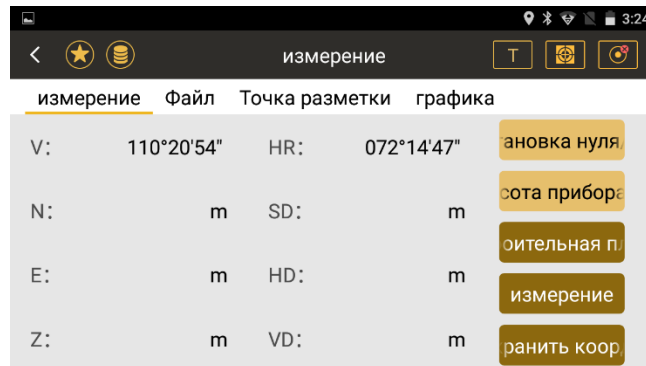 3:24
измерение
T
измерение Файл Точка разметки графика
V: 110°20'54" HR: 072°14'47" ановка нуля
сота прибора
N: m SD: m
оительная п
E: m HD: m
измерение
Z: m VD: m
ранить коор